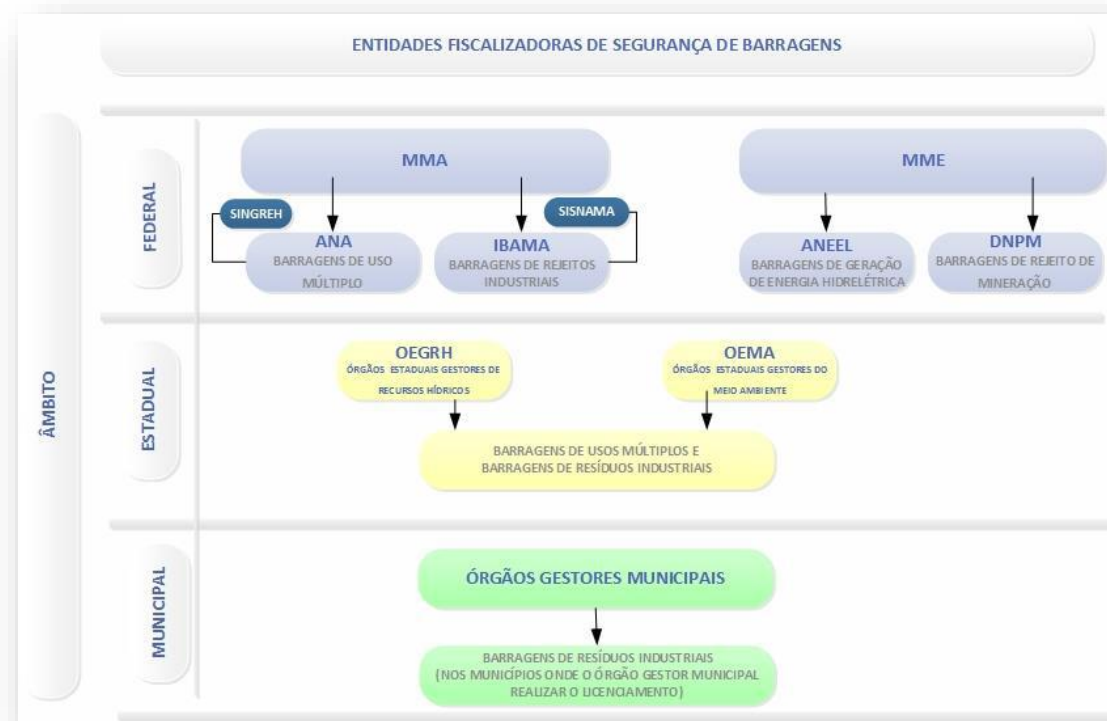 ENTIDADES FISCALIZADORAS DE SEGURANÇA DE BARRAGENS
ÂMBITO
FEDERAL
MMA
MME
SINGREH
SISNAMA
ANA
BARRAGENS DE USO
MÚLTIPLO
IBAMA
BARRAGENS DE REJEITOS
INDUSTRIAIS
ANEEL
BARRAGENS DE GERAÇÃO
DE ENERGIA HIDRELÉTRICA
DNPM
BARRAGENS DE REJEITO DE
MINERAÇÃO
ESTADUAL
OEGRH
ÓRGÃOS ESTADUAIS GESTORES DE
RECURSOS HÍDRICOS
OEMA
ÓRGÃOS ESTADUAIS GESTORES DO
MEIO AMBIENTE
BARRAGENS DE USOS MÚLTIPLOS E
BARRAGENS DE RESÍDUOS INDUSTRIAIS
MUNICIPAL
ÓRGÃOS GESTORES MUNICIPAIS
BARRAGENS DE RESÍDUOS INDUSTRIAIS
(NOS MUNICÍPIOS ONDE O ÓRGÃO GESTOR MUNICIPAL
REALIZAR O LICENCIAMENTO)